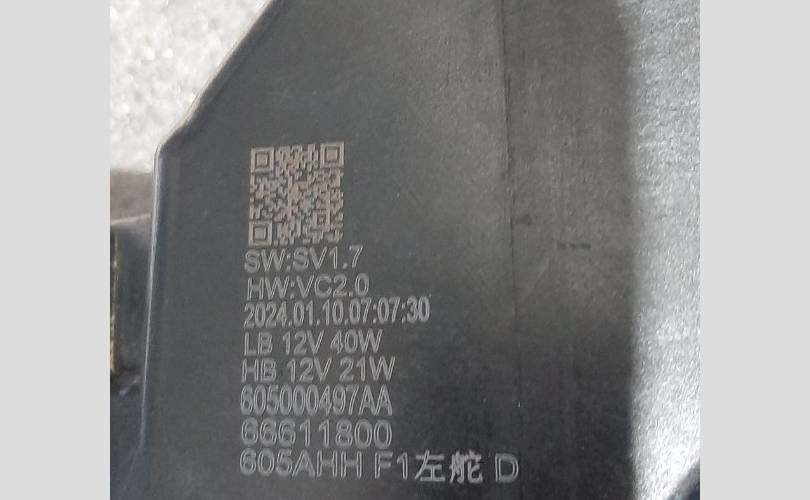 SW:SV1.7
HW:VC2.0
2024.01.10.07:07:30
LB 12V 40W
HB 12V 21W
605000497AA
66611800
605AHH F1左舵 D